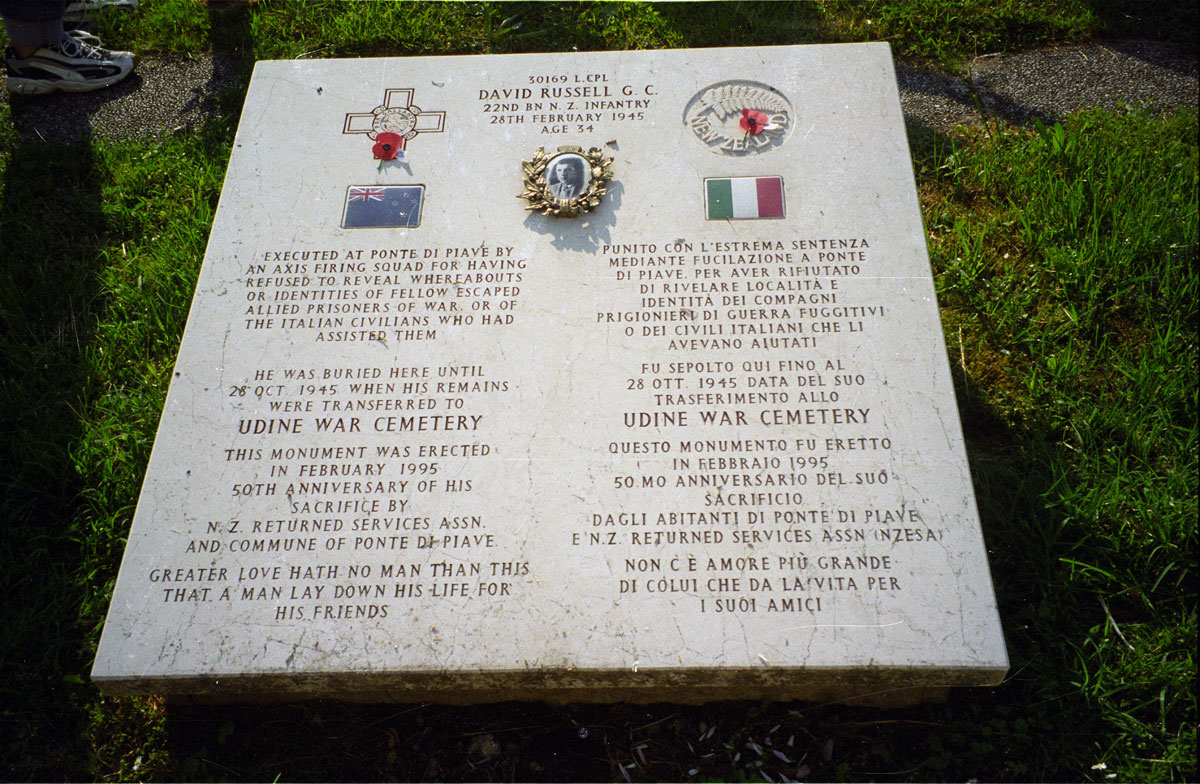 30169 L.CPL
DAVID RUSSELL G. C.
22ND BN N. Z. INFANTRY
28TH FEBRUARY 1945
AGE 34
NEW ZEALAND
EXECUTED AT PONTE DI PIAVE BY
AN AXIS FIRING SQUAD FOR HAVING
REFUSED TO REVEAL WHEREABOUTS
OR IDENTITIES OF FELLOW ESCAPED
ALLIED PRISONERS OF WAR, OR OF
THE ITALIAN CIVILIANS WHO HAD
ASSISTED THEM
HE WAS BURIED HERE UNTIL
28 OCT. 1945 WHEN HIS REMAINS
WERE TRANSFERRED TO
UDINE WAR CEMETERY
THIS MONUMENT WAS ERECTED
IN FEBRUARY 1995
50TH ANNIVERSARY OF HIS
SACRIFICE BY
N. Z. RETURNED SERVICES ASSN.
AND COMMUNE OF PONTE DI PIAVE
GREATER LOVE HATH NO MAN THAN THIS
THAT A MAN LAY DOWN HIS LIFE FOR
HIS FRIENDS
PUNITO CON L'ESTREMA SENTENZA
MEDIANTE FUCILAZIONE A PONTE
DI PIAVE, PER AVER RIFIUTATO
DI RIVELARE LOCALITÀ E
IDENTITÀ DEI COMPAGNI
PRIGIONIERI DI GUERRA FUGGITIVI
O DEI CIVILI ITALIANI CHE LI
AVEVANO AIUTATI
FU SEPOLTO QUI FINO AL
28 OTT. 1945 DATA DEL SUO
TRASFERIMENTO ALLO
UDINE WAR CEMETERY
QUESTO MONUMENTO FU ERETTO
IN FEBBRAIO 1995
50.MO ANNIVERSARIO DEL SUO
SACRIFICIO
DAGLI ABITANTI DI PONTE DI PIAVE
E N.Z. RETURNED SERVICES ASSN (NZESA)
NON C'È AMORE PIÙ GRANDE
DI COLUI CHE DA LA VITA PER
I SUOI AMICI